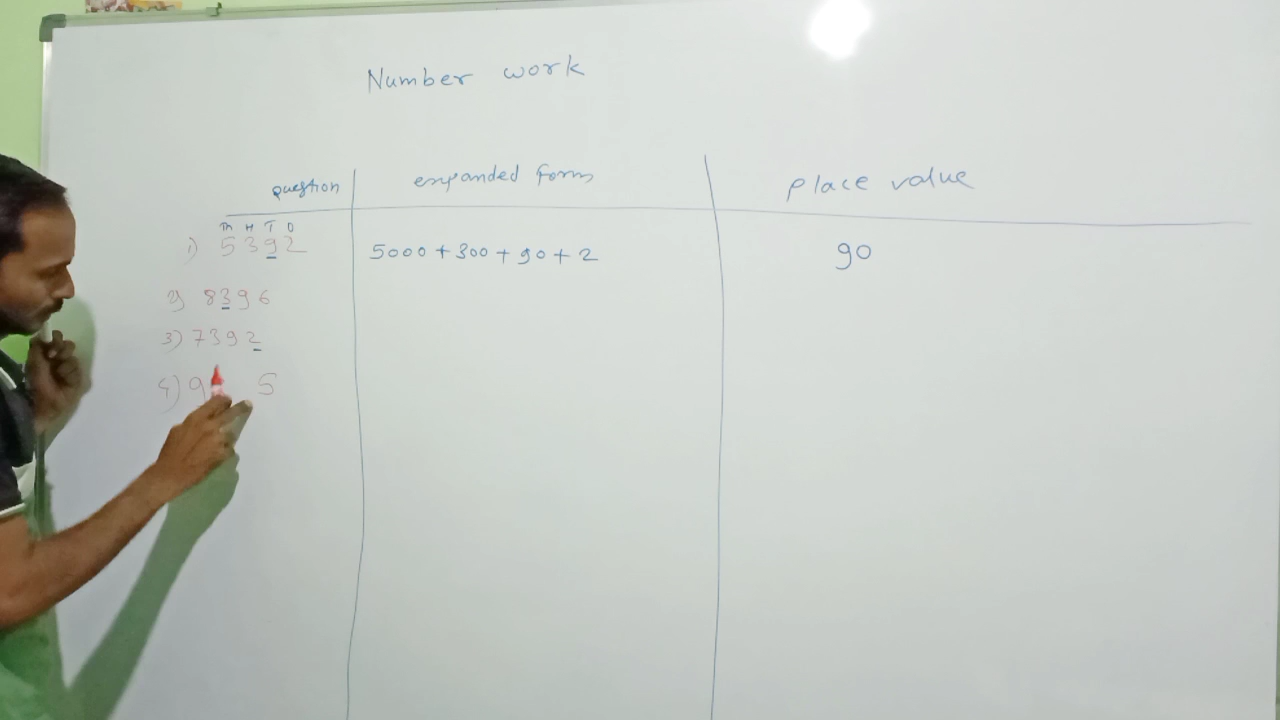 Number work
question expanded form place value
Th H T O
1) 5392 5000 + 300 + 90 + 2 90
2) 8396
3) 7392
4) 9 5